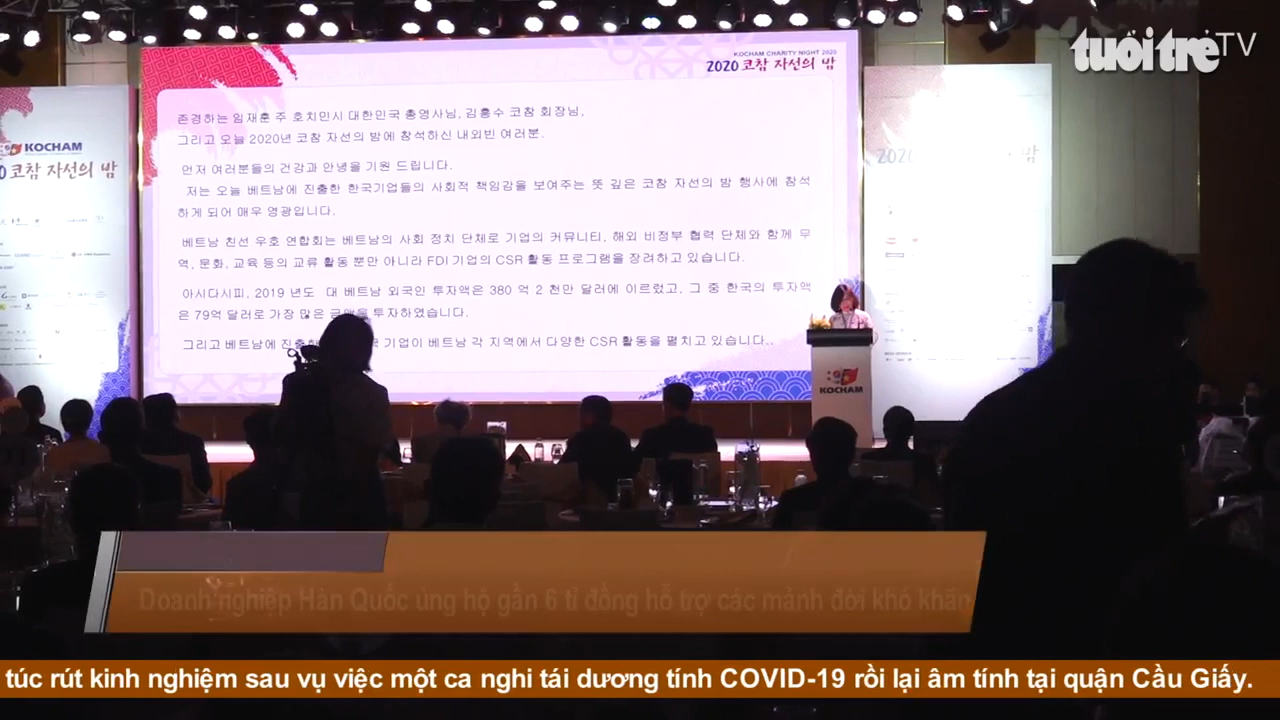 tuổi trẻ TV
KOCHAM CHARITY NIGHT 2020
2020 코참 자선의 밤
존경하는 임재훈 주 호치민시 대한민국 총영사님, 김흥수 코참 회장님,
그리고 오늘 2020년 코참 자선의 밤에 참석하신 내외빈 여러분.
먼저 여러분들의 건강과 안녕을 기원 드립니다.
저는 오늘 베트남에 진출한 한국기업들의 사회적 책임감을 보여주는 뜻 깊은 코참 자선의 밤 행사에 참석
하게 되어 매우 영광입니다.
베트남 친선 우호 연합회는 베트남의 사회 정치 단체로 기업의 커뮤니티, 해외 비정부 협력 단체와 함께 무
역, 문화, 교육 등의 교류 활동 뿐만 아니라 FDI 기업의 CSR 활동 프로그램을 장려하고 있습니다.
아시다시피, 2019 년도 대 베트남 외국인 투자액은 380 억 2 천만 달러에 이르렀고, 그 중 한국의 투자액
은 79억 달러로 가장 많은 금액을 투자하였습니다.
그리고 베트남에 진출한 기업이 베트남 각 지역에서 다양한 CSR 활동을 펼치고 있습니다..
KOCHAM
코참 자선의 밤
2020 밤
KOCHAM
Doanh nghiệp Hàn Quốc ủng hộ gần 6 tỉ đồng hỗ trợ các mảnh đời khó khăn
túc rút kinh nghiệm sau vụ việc một ca nghi tái dương tính COVID-19 rồi lại âm tính tại quận Cầu Giấy.